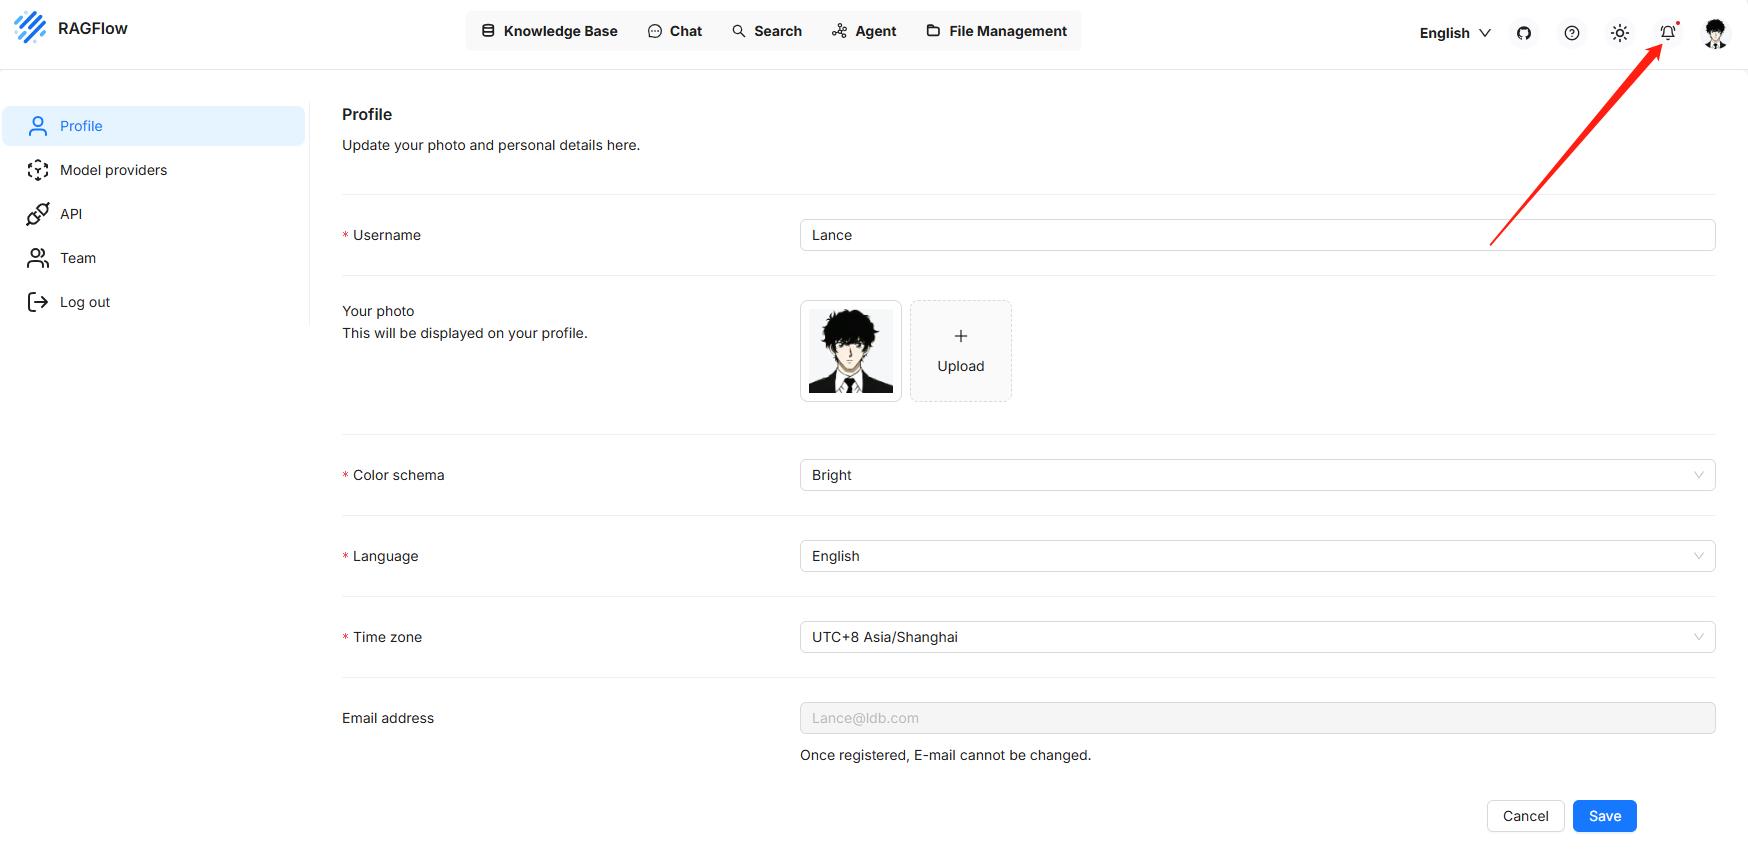 RAGFlow
Knowledge Base
Chat
Search
Agent
File Management
English
Profile
Model providers
API
Team
Log out
Profile
Update your photo and personal details here.
* Username
Lance
Your photo
This will be displayed on your profile.
Upload
* Color schema
Bright
* Language
English
* Time zone
UTC+8 Asia/Shanghai
Email address
Lance@ldb.com
Once registered, E-mail cannot be changed.
Cancel
Save